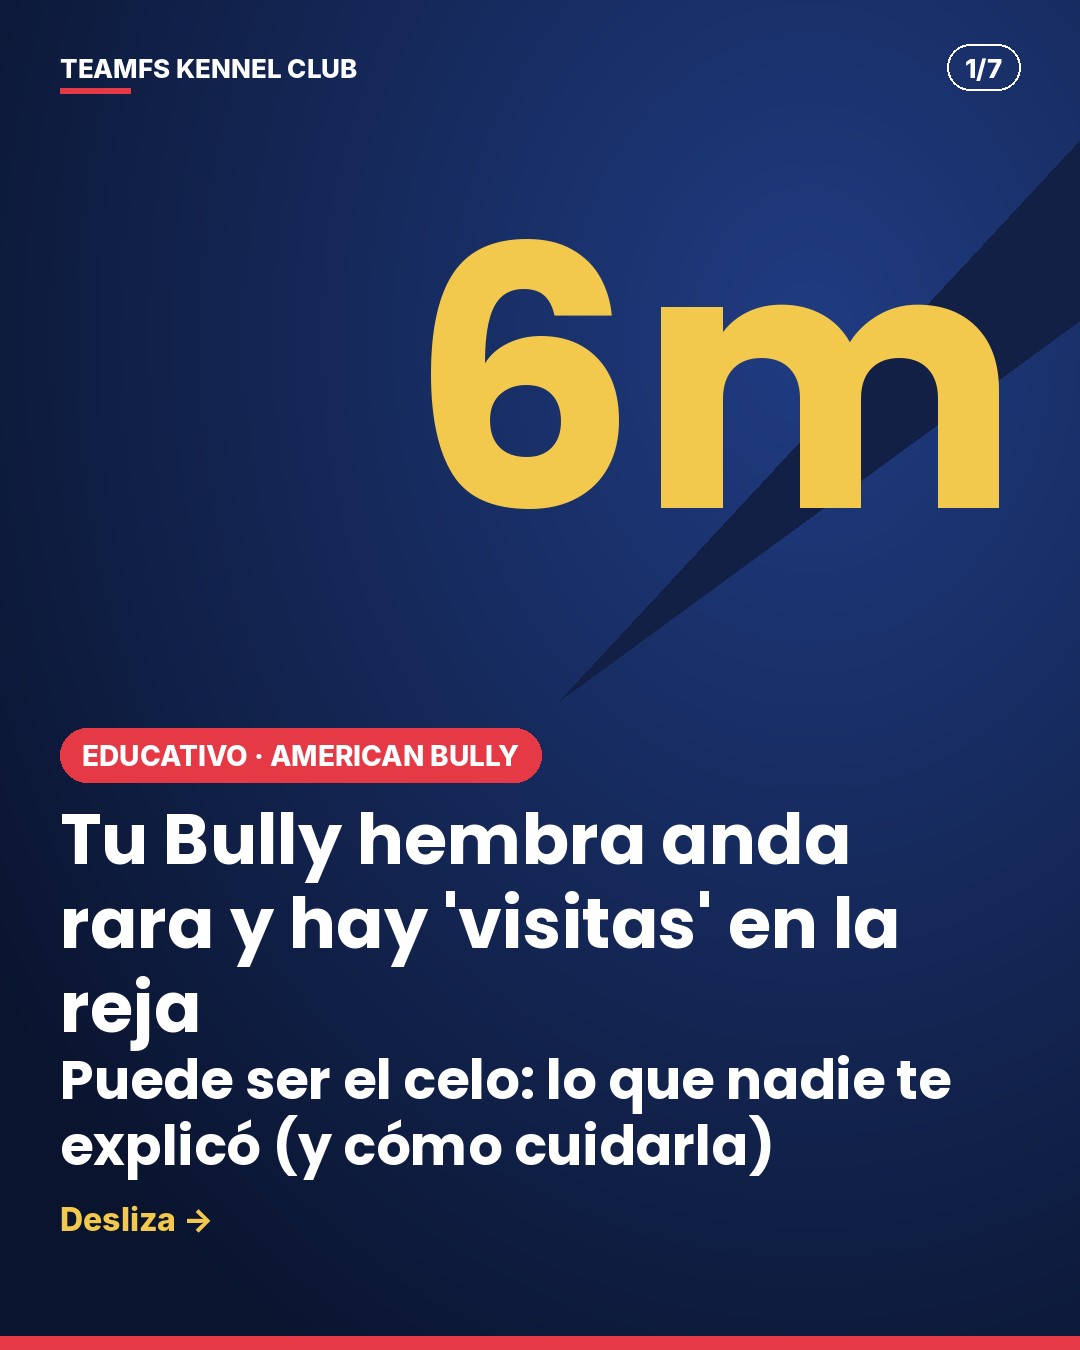 TEAMFS KENNEL CLUB
1/7
6m
EDUCATIVO · AMERICAN BULLY
Tu Bully hembra anda
rara y hay 'visitas' en la
reja
Puede ser el celo: lo que nadie te
explicó (y cómo cuidarla)
Desliza →